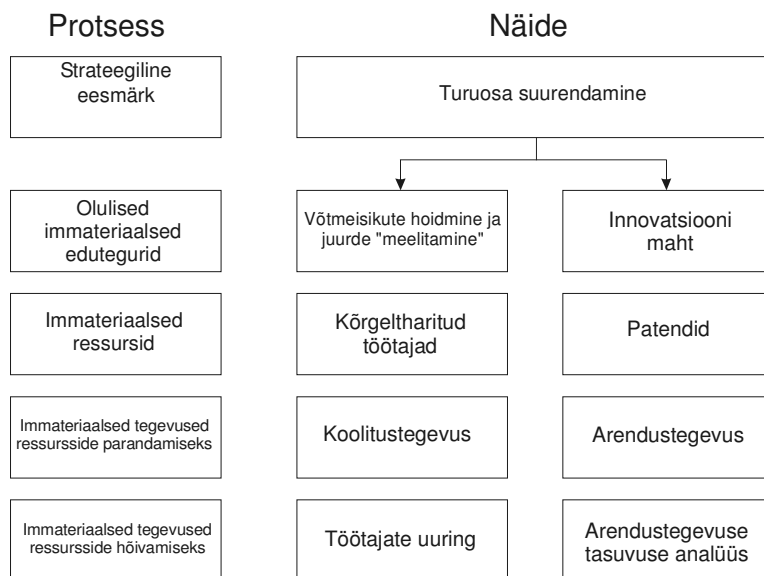 Protsess
Näide
Strateegiline
eesmärk
Turuosa suurendamine
Olulised
immateriaalsed
edutegurid
Võtmeisikute hoidmine ja
juurde "meelitamine"
Innovatsiooni
maht
Immateriaalsed
ressursid
Kõrgeltharitud
töötajad
Patendid
Immateriaalsed tegevused
ressursside parandamiseks
Koolitustegevus
Arendustegevus
Immateriaalsed tegevused
ressursside hõivamiseks
Töötajate uuring
Arendustegevuse
tasuvuse analüüs